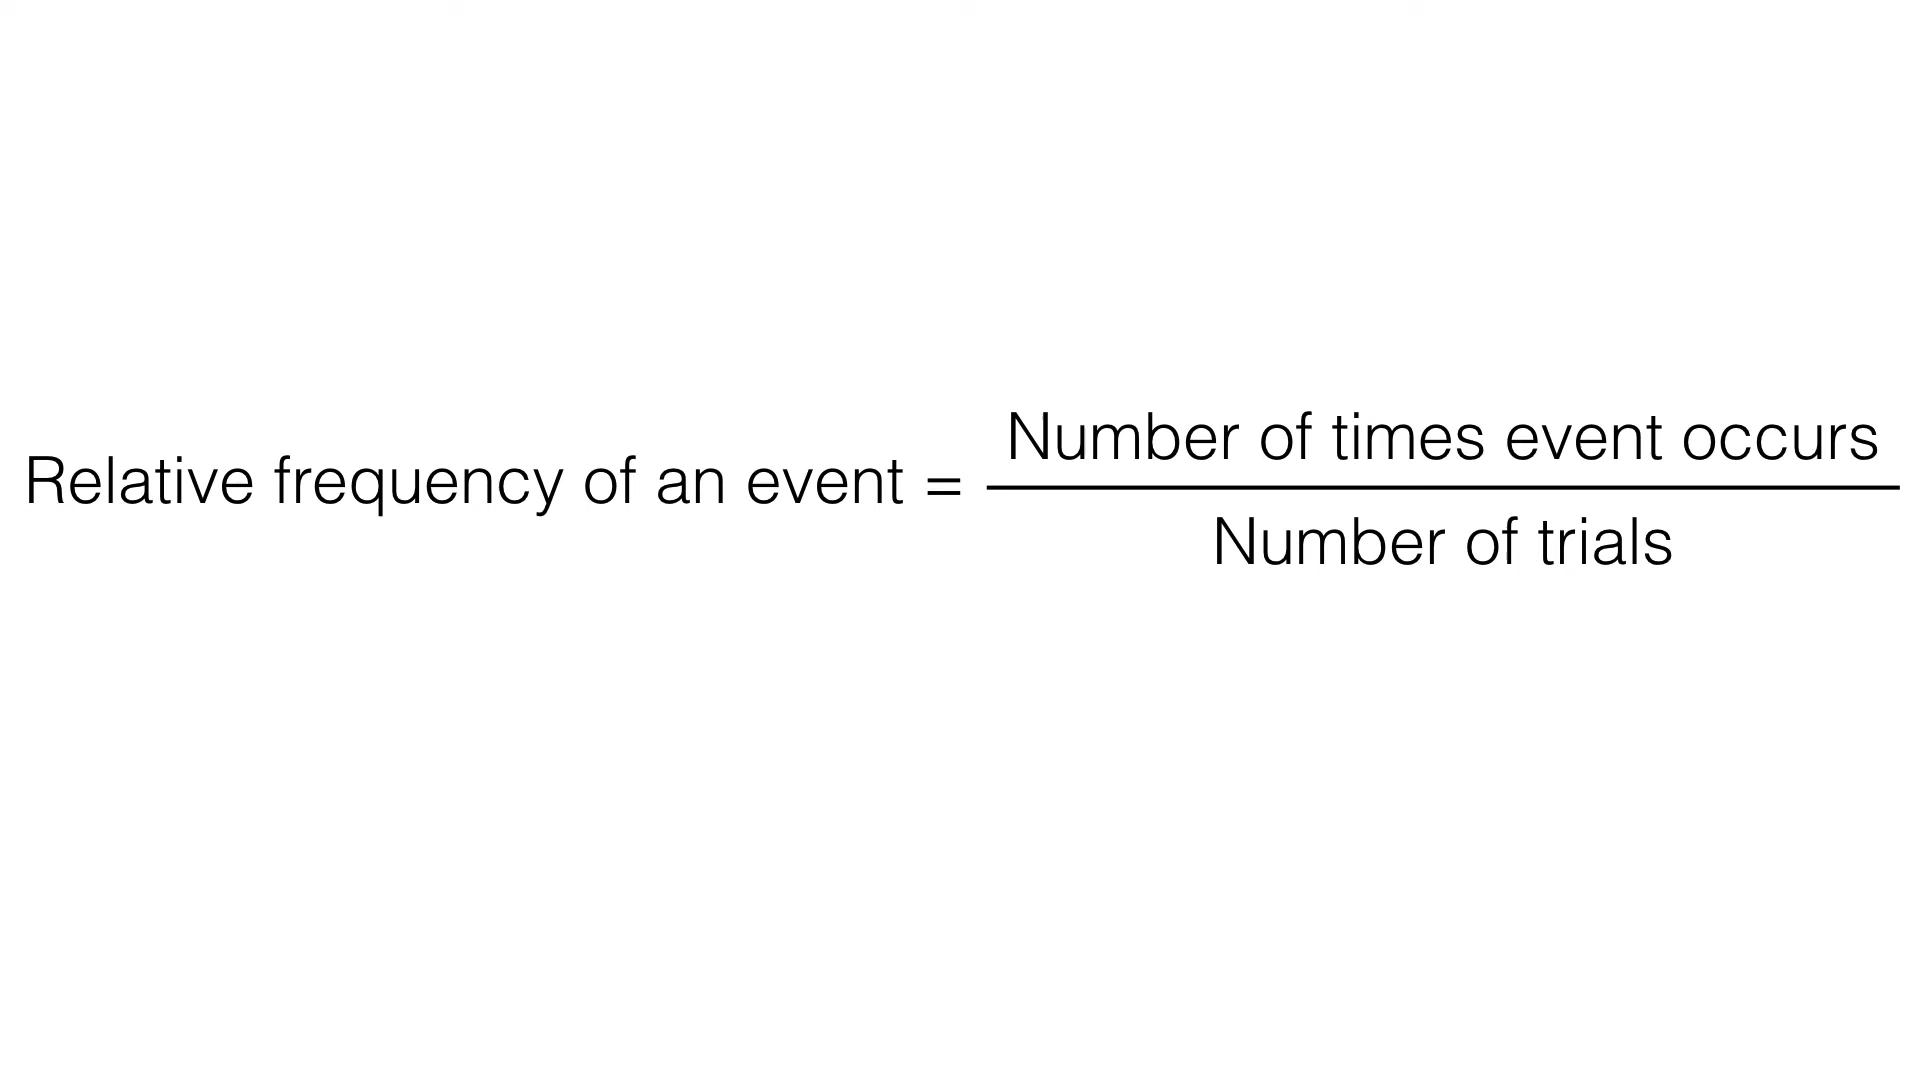 Relative frequency of an event =
Number of times event occurs
Number of trials